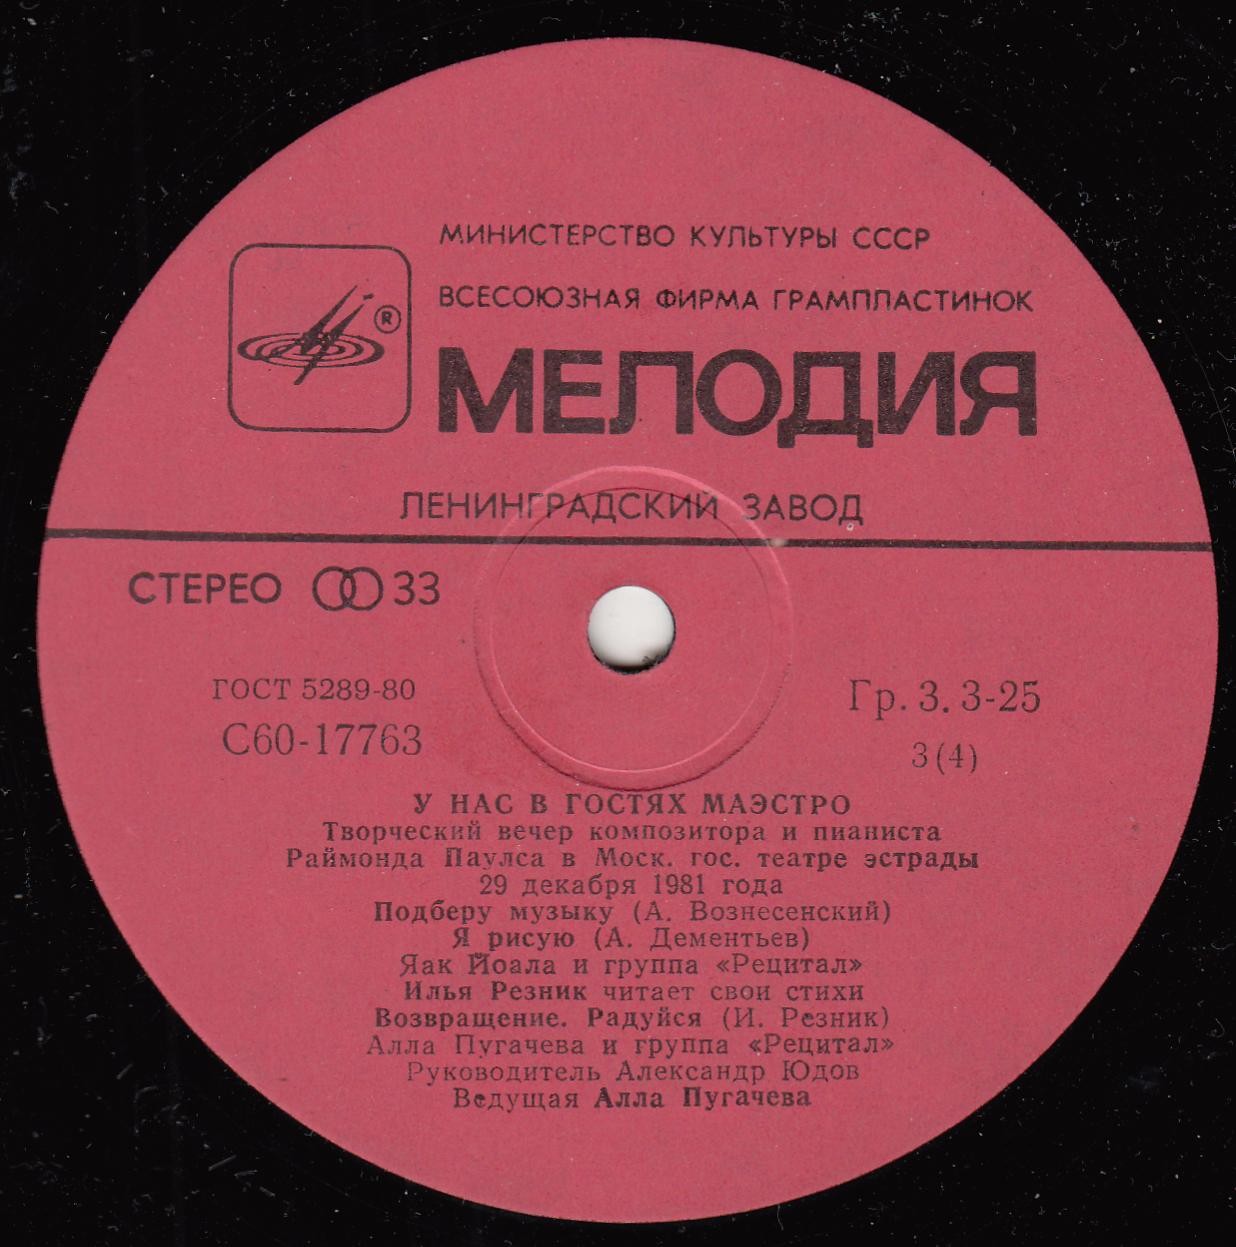 МИНИСТЕРСТВО КУЛЬТУРЫ СССР
ВСЕСОЮЗНАЯ ФИРМА ГРАМПЛАСТИНОК
®
МЕЛОДИЯ
ЛЕНИНГРАДСКИЙ ЗАВОД
СТЕРЕО 33
ГОСТ 5289-80
С60-17763
Гр. 3. 3-25
3(4)
У НАС В ГОСТЯХ МАЭСТРО
Творческий вечер композитора и пианиста
Раймонда Паулса в Моск. гос. театре эстрады
29 декабря 1981 года
Подберу музыку (А. Вознесенский)
Я рисую (А. Дементьев)
Яак Йоала и группа «Рецитал»
Илья Резник читает свои стихи
Возвращение. Радуйся (И. Резник)
Алла Пугачева и группа «Рецитал»
Руководитель Александр Юдов
Ведущая Алла Пугачева